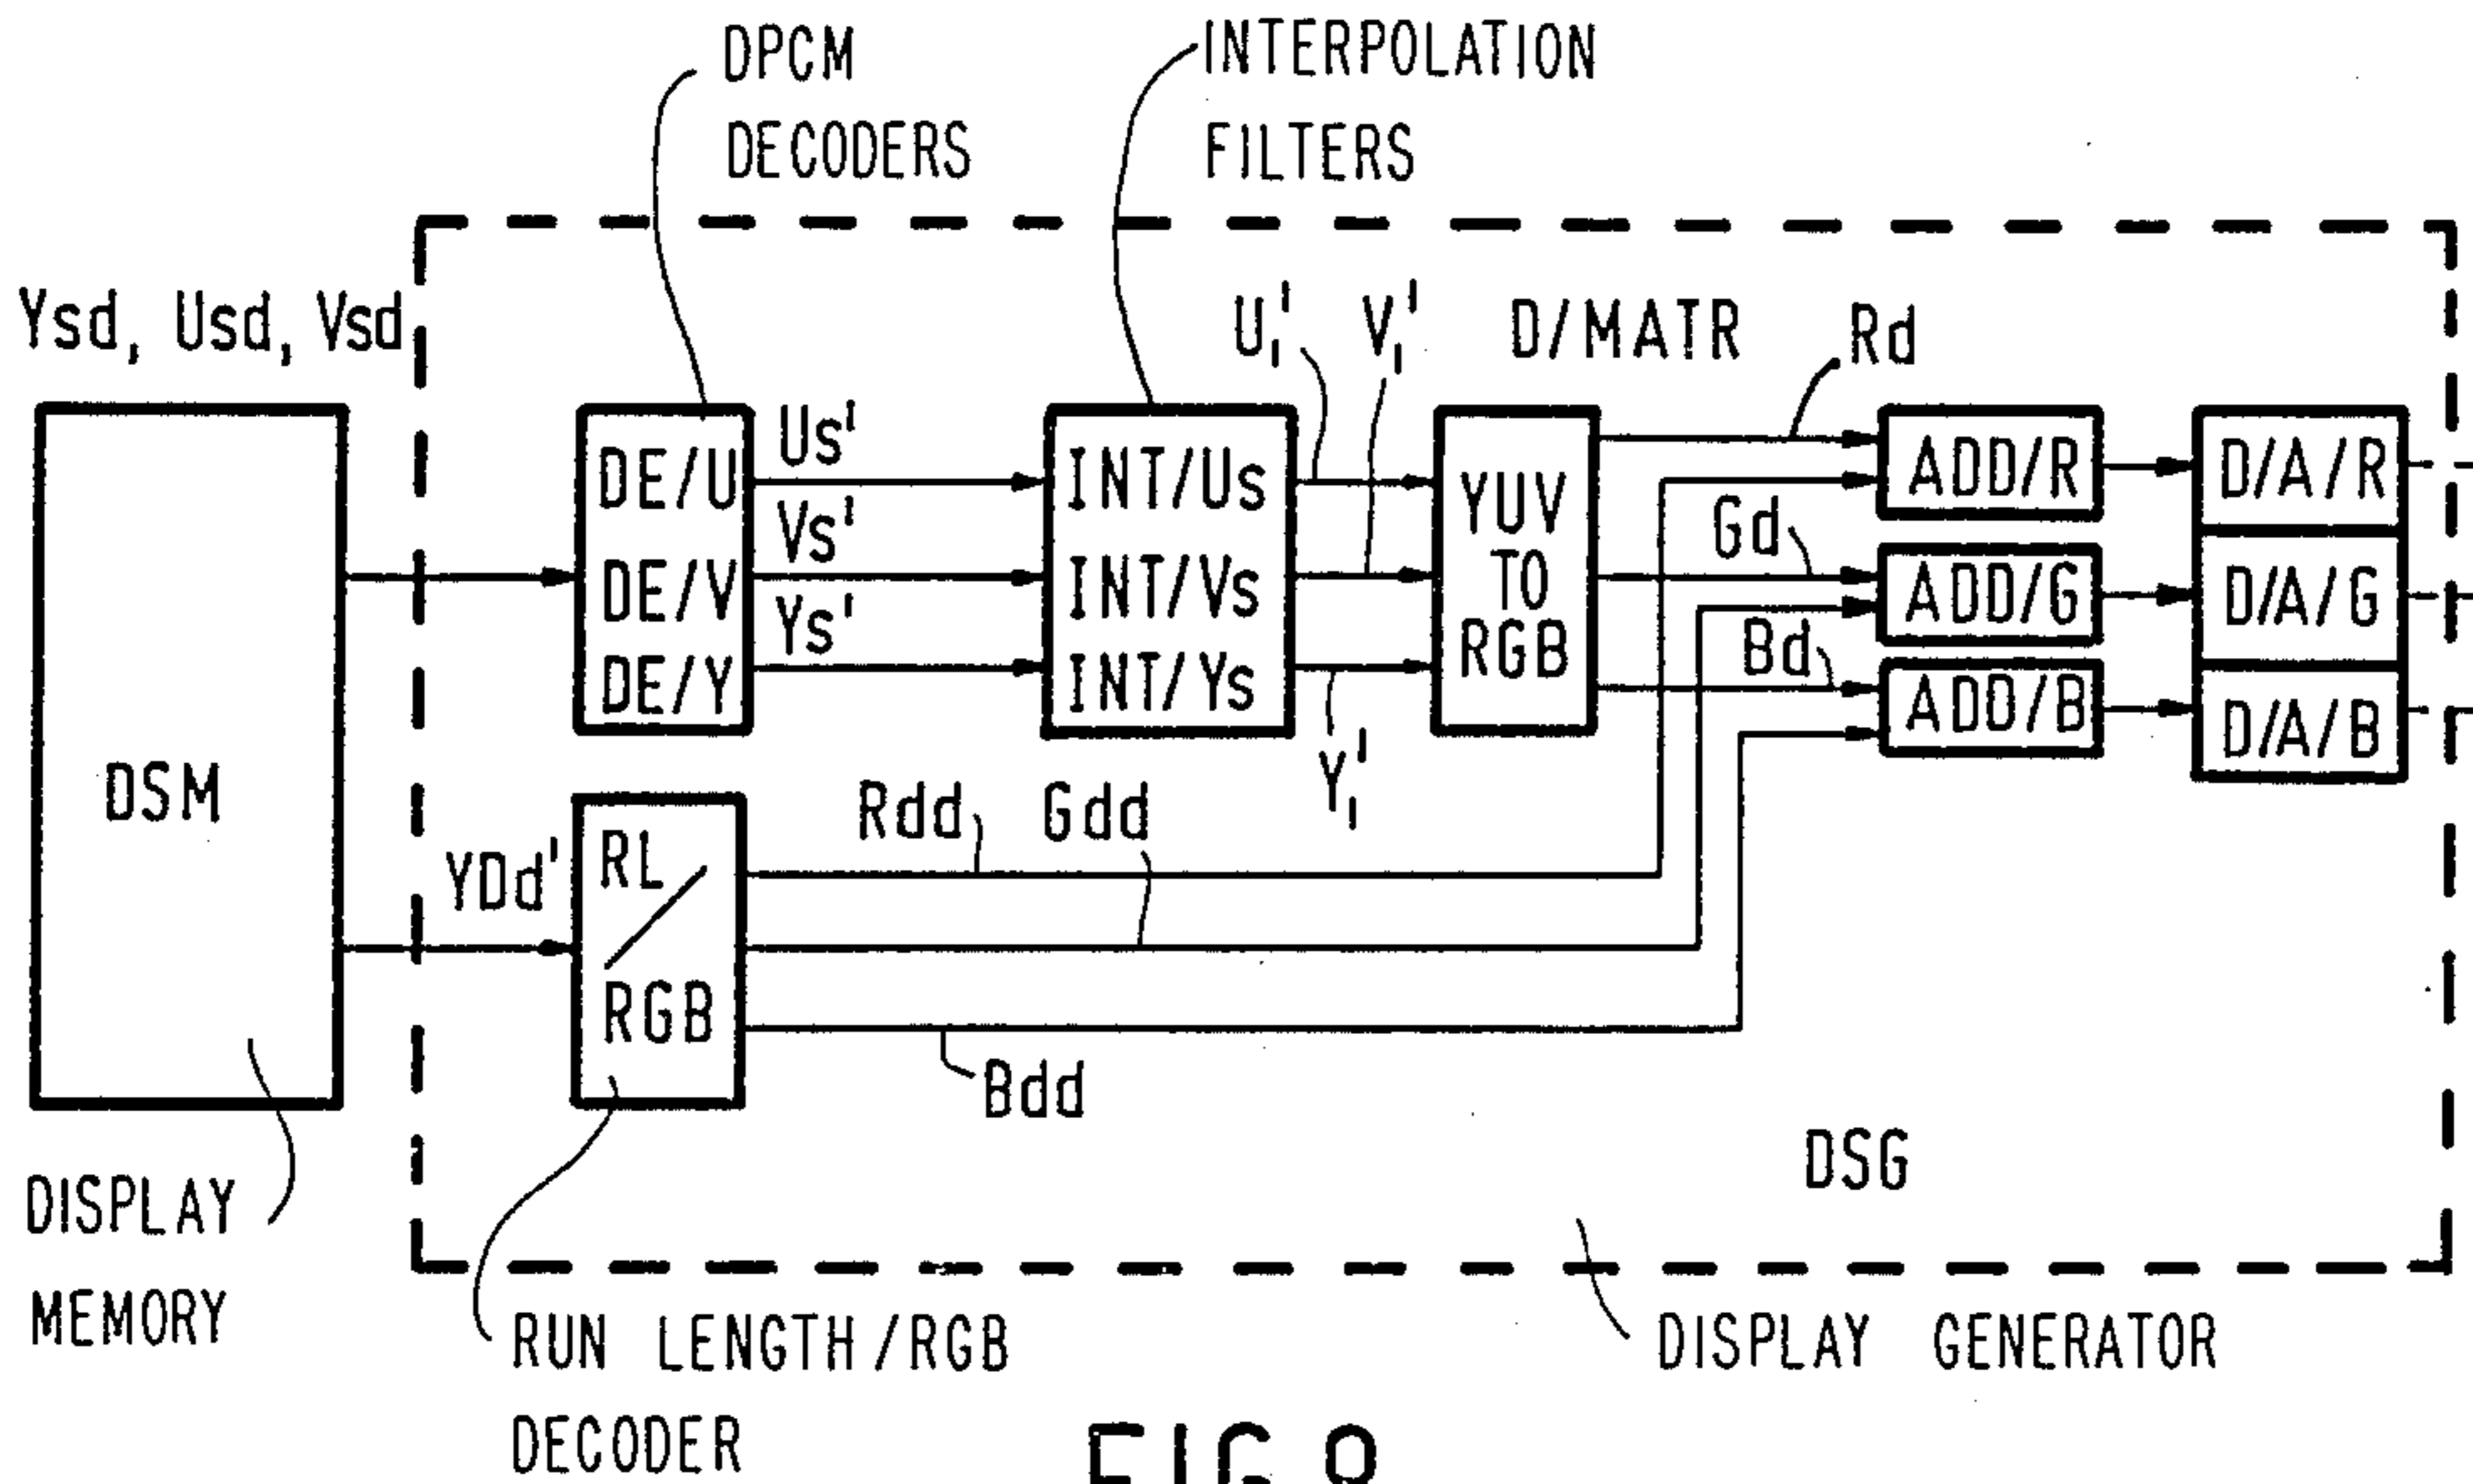 DPCM
DECODERS
INTERPOLATION
FILTERS
Ysd, Usd, Vsd
U₁'
V₁'
D/MATR
Rd
DSM
DE/U
DE/V
DE/Y
Us'
Vs'
Ys'
INT/Us
INT/Vs
INT/Ys
Y₁'
YUV
TO
RGB
Gd
Bd
ADD/R
ADD/G
ADD/B
D/A/R
D/A/G
D/A/B
YDd'
RL
/
RGB
Rdd
Gdd
Bdd
DSG
DISPLAY
MEMORY
RUN LENGTH/RGB
DECODER
DISPLAY GENERATOR
FIG.8